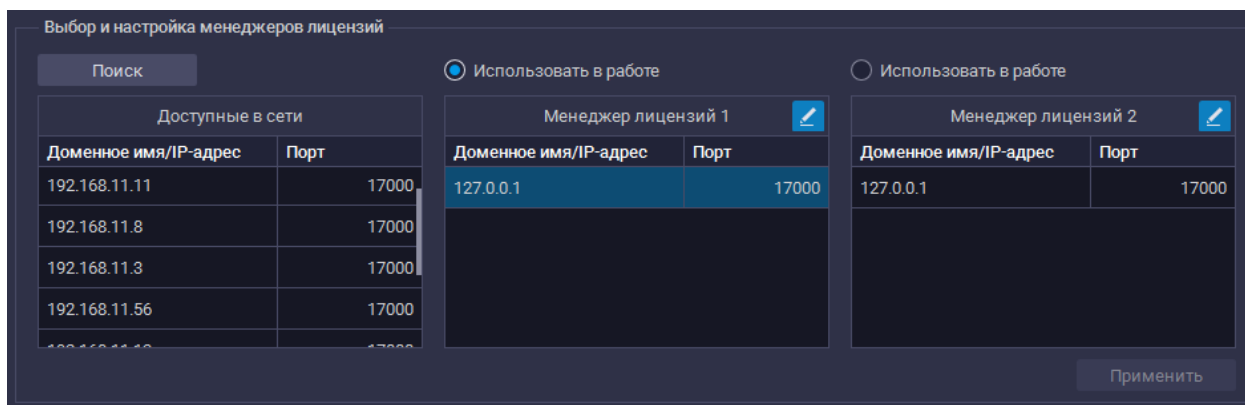 Выбор и настройка менеджеров лицензий
Поиск
Использовать в работе
Использовать в работе
Доступные в сети
Менеджер лицензий 1
Менеджер лицензий 2
Доменное имя/IP-адрес Порт
Доменное имя/IP-адрес Порт
Доменное имя/IP-адрес Порт
192.168.11.11 17000
127.0.0.1 17000
127.0.0.1 17000
192.168.11.8 17000
192.168.11.3 17000
192.168.11.56 17000
Применить